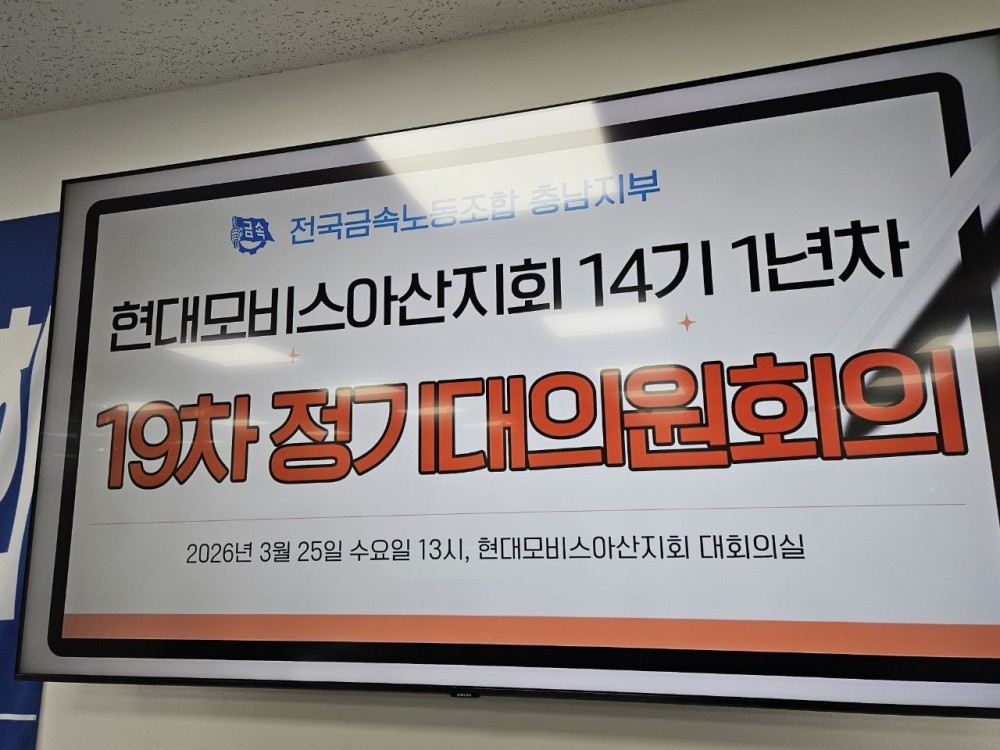 금속 전국금속노동조합 충남지부
현대모비스아산지회 14기 1년차
19차 정기대의원회의
2026년 3월 25일 수요일 13시, 현대모비스아산지회 대회의실